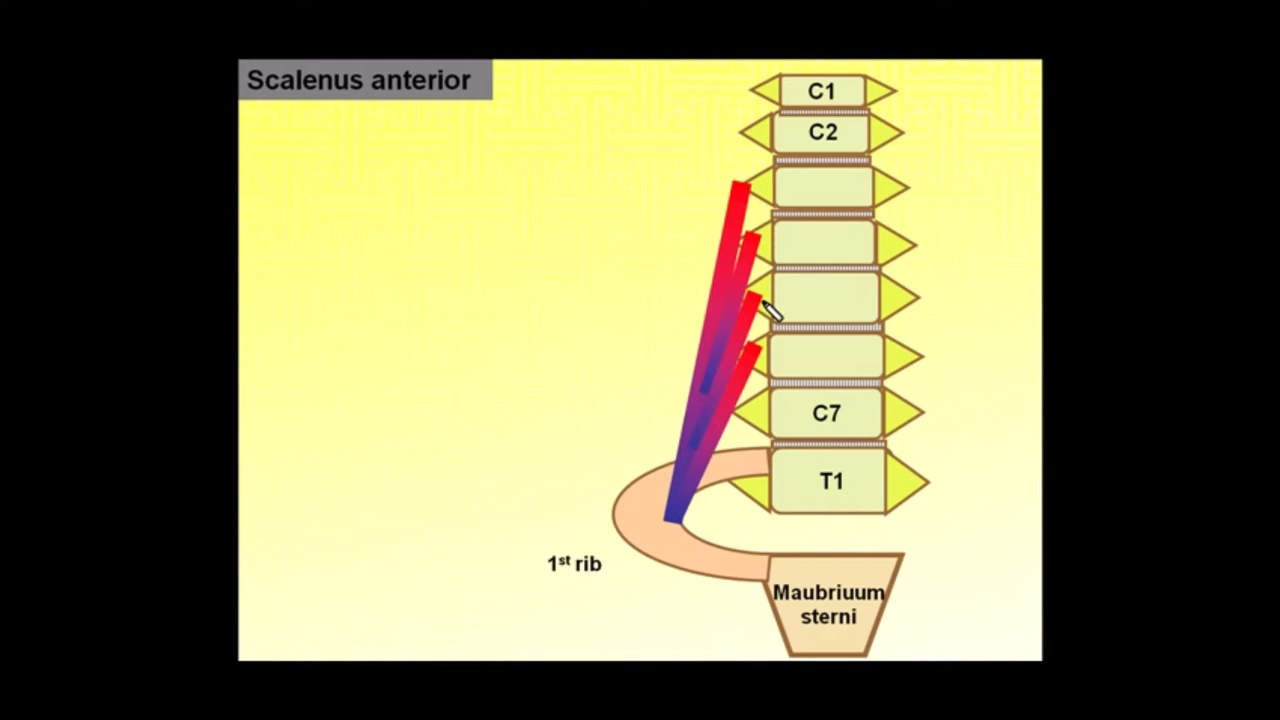 Scalenus anterior
C1
C2
C7
T1
1st rib
Maubriuum
sterni